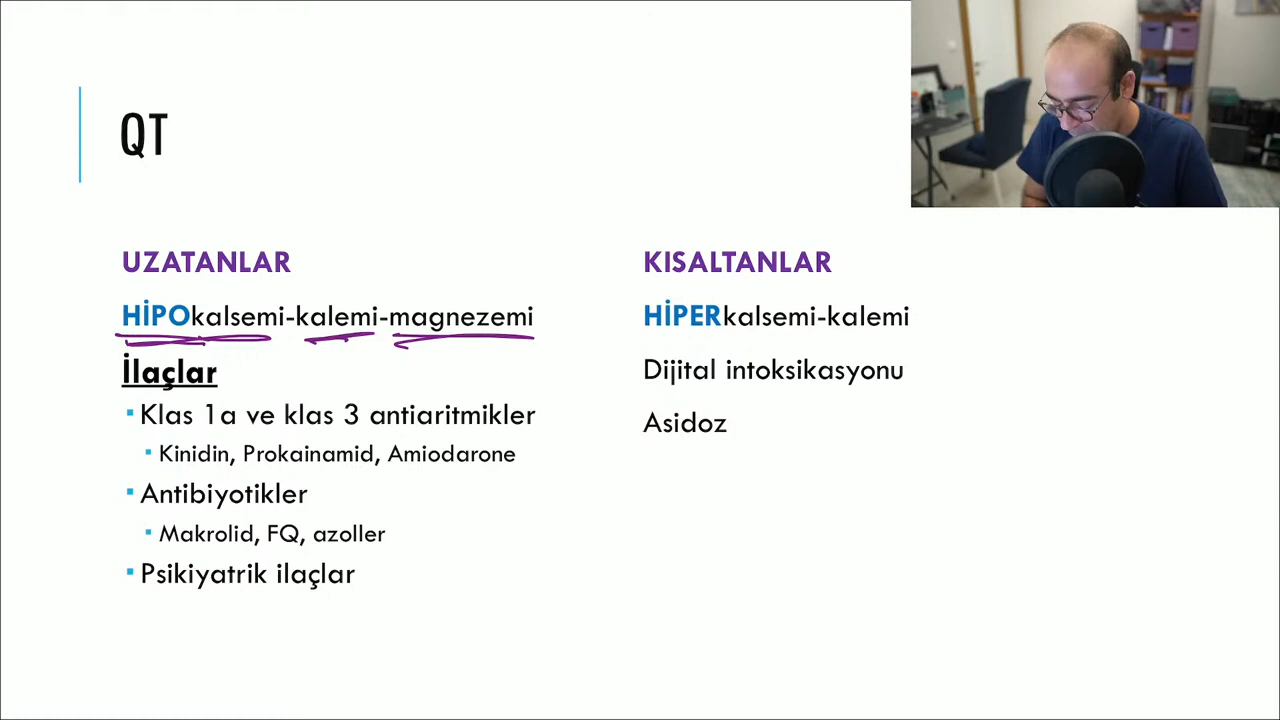 QT
UZATANLAR
HİPOkalsemi-kalemi-magnezemi
İlaçlar
Klas 1a ve klas 3 antiaritmikler
Kinidin, Prokainamid, Amiodarone
Antibiyotikler
Makrolid, FQ, azoller
Psikiyatrik ilaçlar
KISALTANLAR
HİPERkalsemi-kalemi
Dijital intoksikasyonu
Asidoz